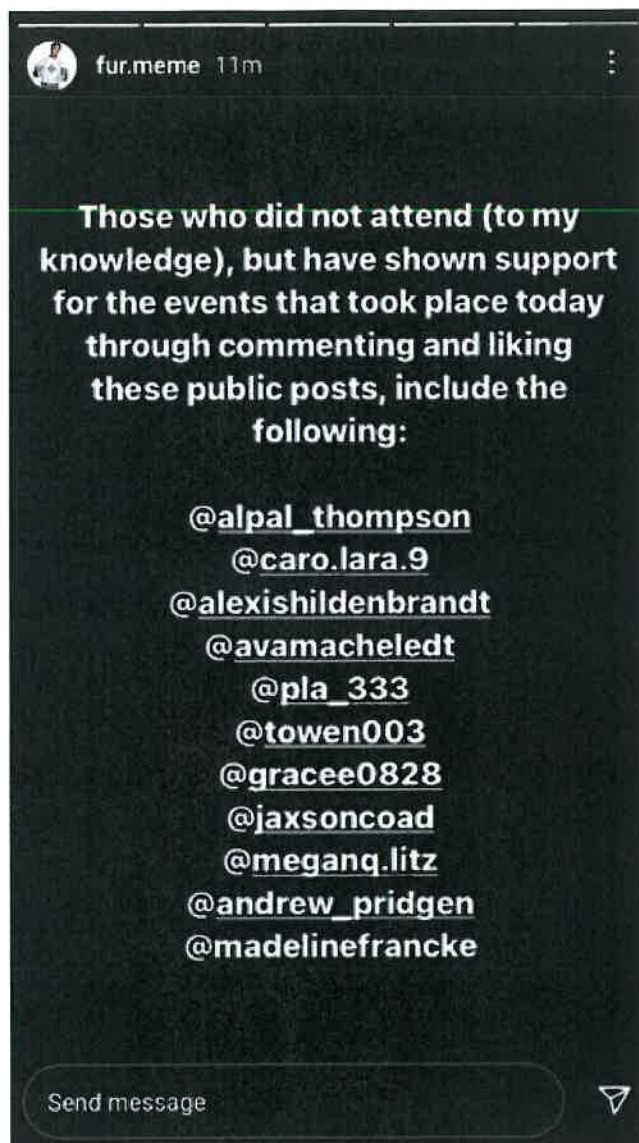 fur.meme 11m
Those who did not attend (to my
knowledge), but have shown support
for the events that took place today
through commenting and liking
these public posts, include the
following:
@alpal_thompson
@caro.lara.9
@alexishildenbrandt
@avamacheledt
@pla_333
@towen003
@gracee0828
@jaxsoncoad
@meganq.litz
@andrew_pridgen
@madelinefrancke
Send message